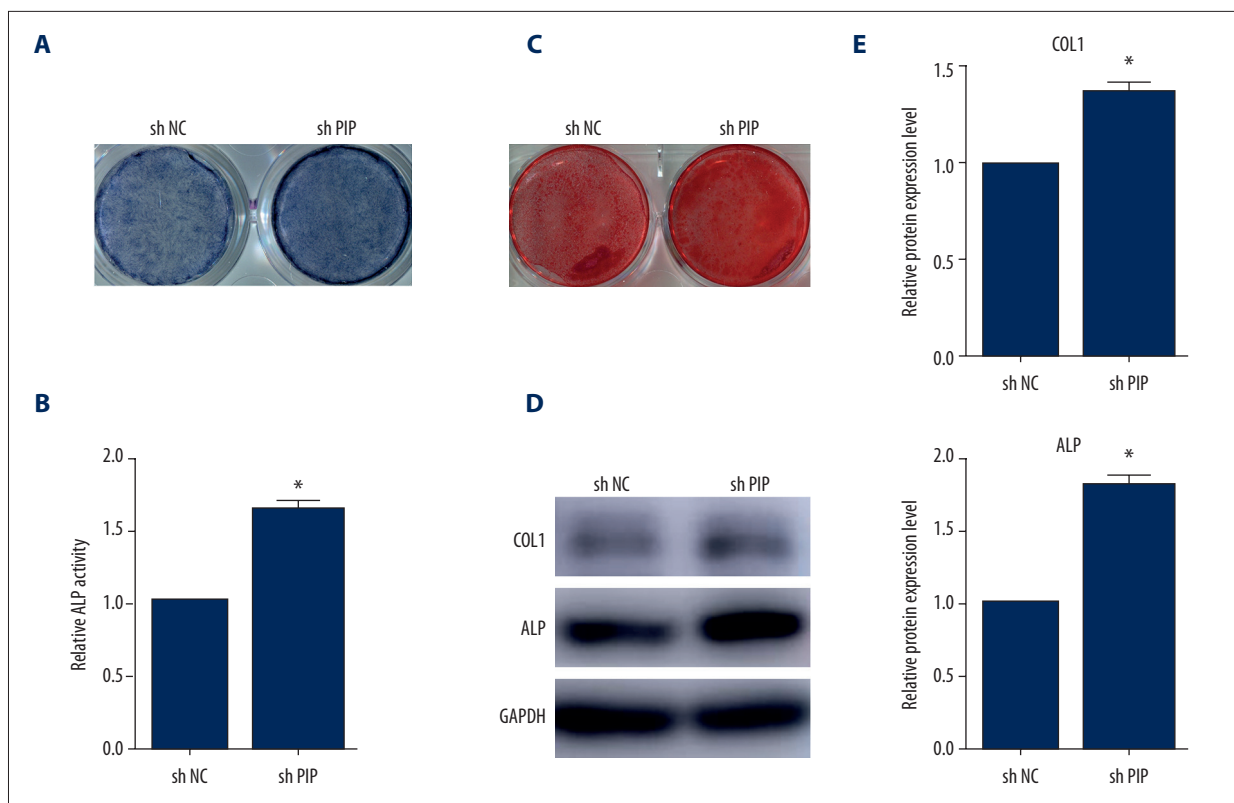 A
sh NC sh PIP
B
Relative ALP activity
2.0
1.5
1.0
0.5
0.0
*
sh NC sh PIP
C
sh NC sh PIP
D
sh NC sh PIP
COL1
ALP
GAPDH
E
COL1
Relative protein expression level
1.5
1.0
0.5
0.0
*
sh NC sh PIP
ALP
Relative protein expression level
2.0
1.5
1.0
0.5
0.0
*
sh NC sh PIP